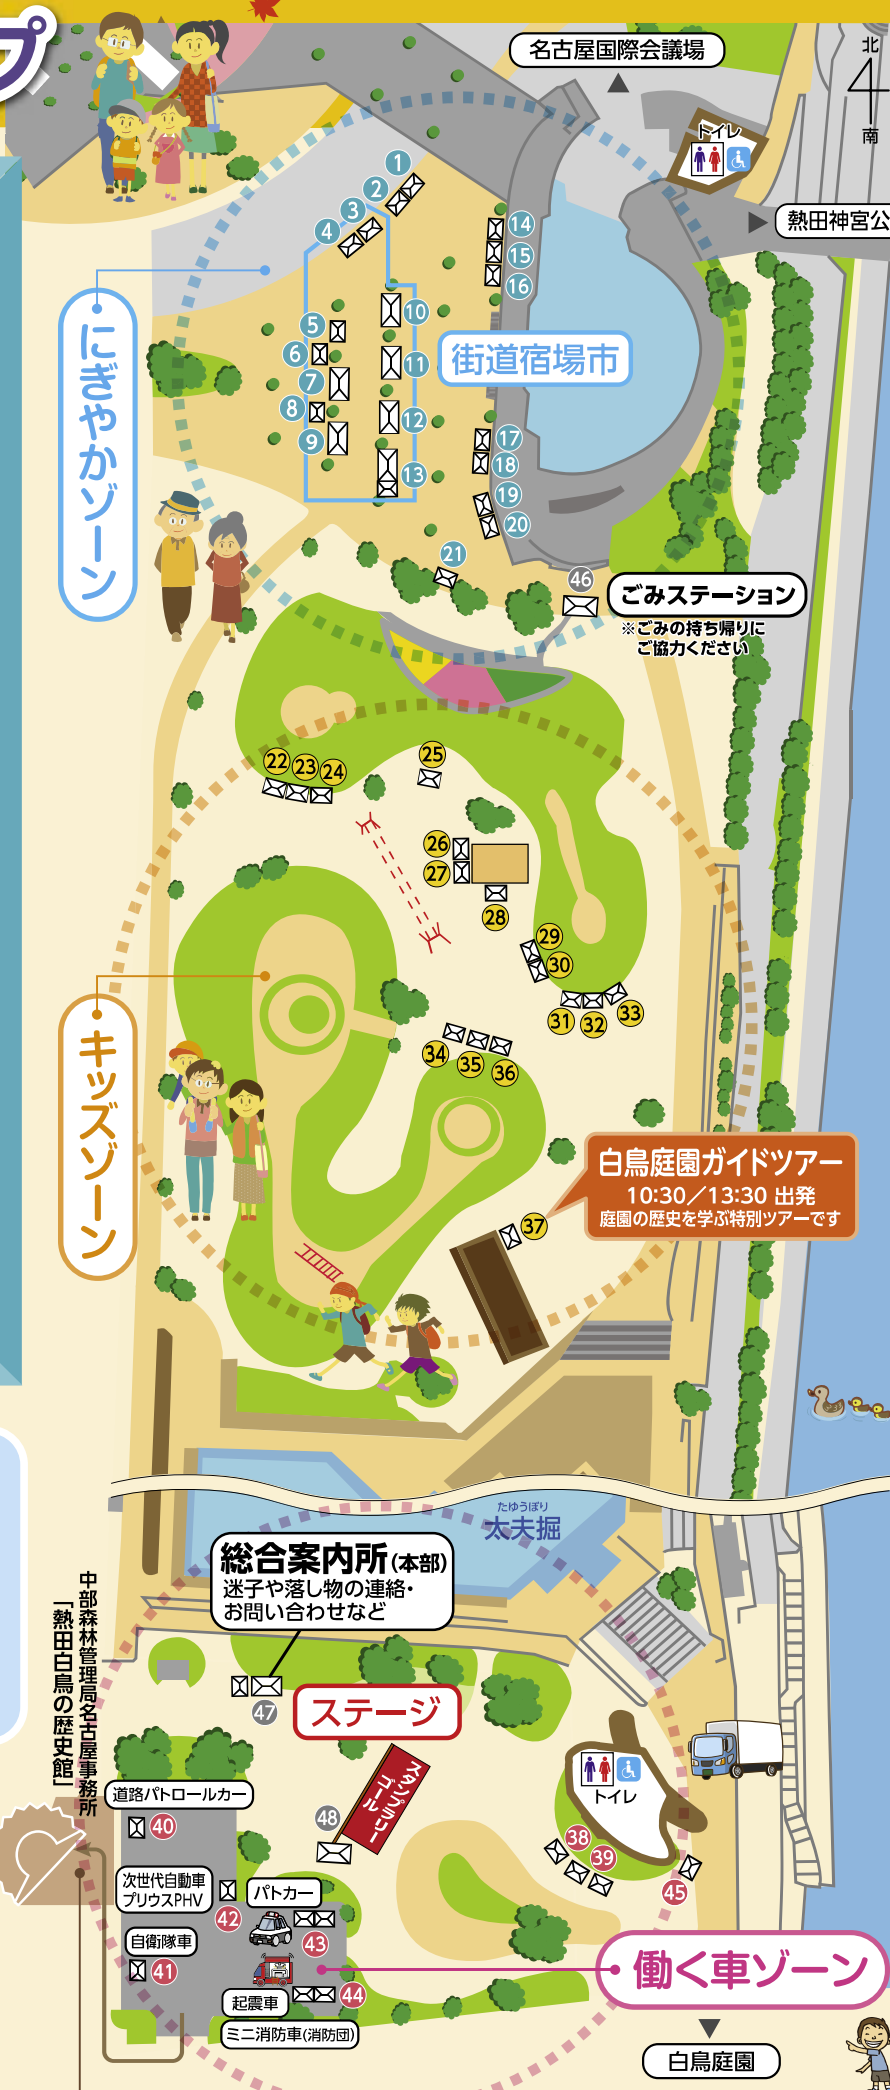 プ
名古屋国際会議場
北
南
トイレ
熱田神宮公
1
2
3
4
14
15
16
にぎやかゾーン
5
6
7
8
9
10
11
12
13
街道宿場市
17
18
19
20
21
46
ごみステーション
※ごみの持ち帰りに
ご協力ください
22
23
24
25
26
27
28
29
30
31
32
33
34
35
36
キッズゾーン
白鳥庭園ガイドツアー
10:30/13:30 出発
庭園の歴史を学ぶ特別ツアーです
37
たゆうぼり
太夫堀
総合案内所(本部)
迷子や落し物の連絡・
お問い合わせなど
47
ステージ
中部森林管理局名古屋事務所
「熱田白鳥の歴史館」
スタンプラリー
ゴール
48
トイレ
38
39
45
道路パトロールカー
40
次世代自動車
プリウスPHV
42
パトカー
43
自衛隊車
41
起震車
44
ミニ消防車(消防団)
働く車ゾーン
白鳥庭園